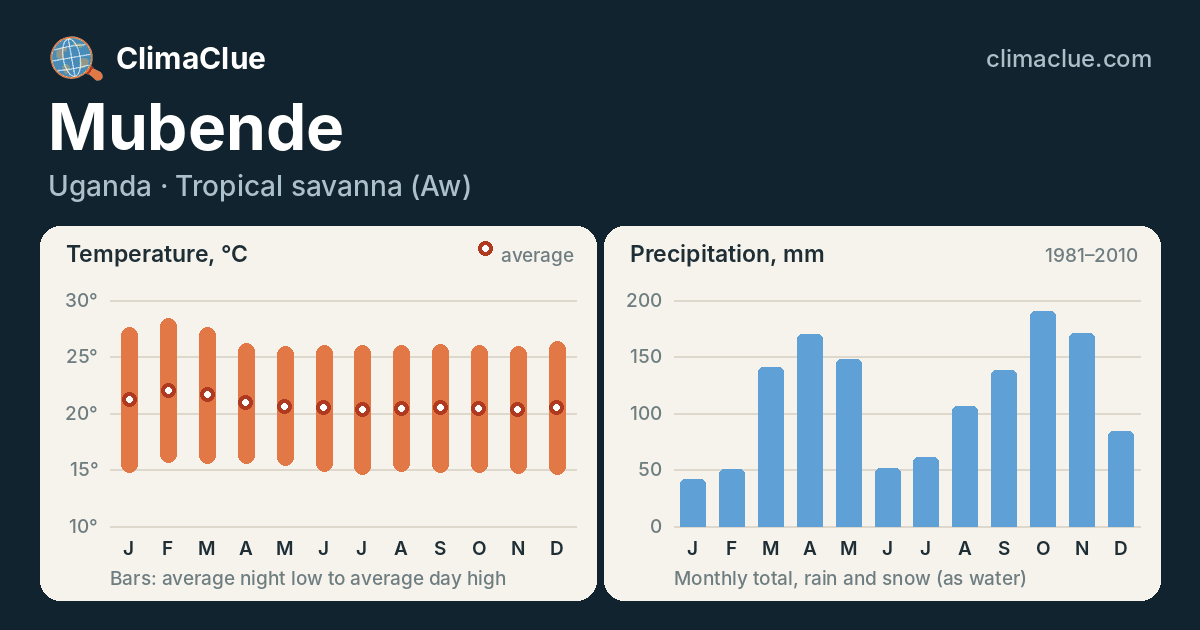 ClimaClue
climaclue.com
Mubende
Uganda · Tropical savanna (Aw)
Temperature, °C
average
30°
25°
20°
15°
10°
J F M A M J J A S O N D
Bars: average night low to average day high
Precipitation, mm
1981–2010
200
150
100
50
0
J F M A M J J A S O N D
Monthly total, rain and snow (as water)